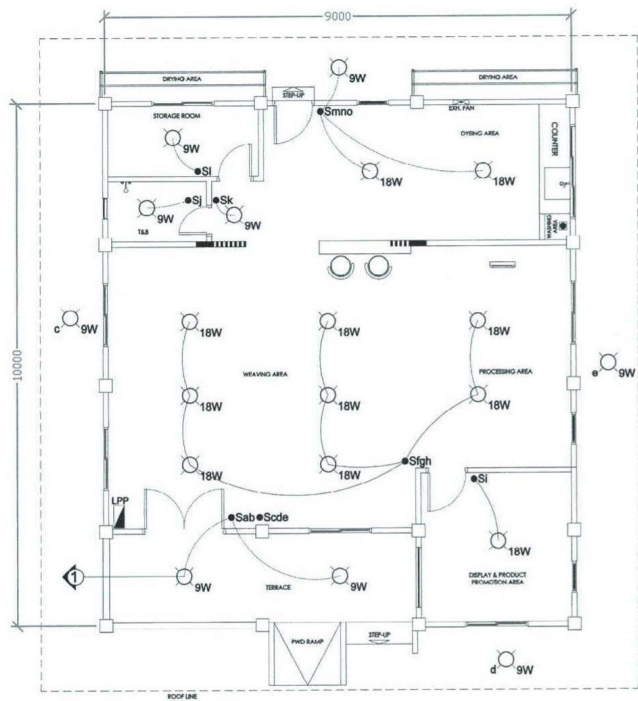 9000
9W
DRYING AREA
STEP-UP
DRYING AREA
Smno
EXH. FAN
STORAGE ROOM
DYEING AREA
COUNTER
9W
Sl
18W
18W
Sj
Sk
9W
9W
T&B
WASHING AREA
c
9W
18W
18W
18W
10000
WEAVING AREA
PROCESSING AREA
e
9W
18W
18W
18W
Sfgh
18W
18W
Si
LPP
Sab
Scde
18W
1
9W
TERRACE
9W
DISPLAY & PRODUCT
PROMOTION AREA
PWD RAMP
STEP-UP
d
9W
ROOF LINE